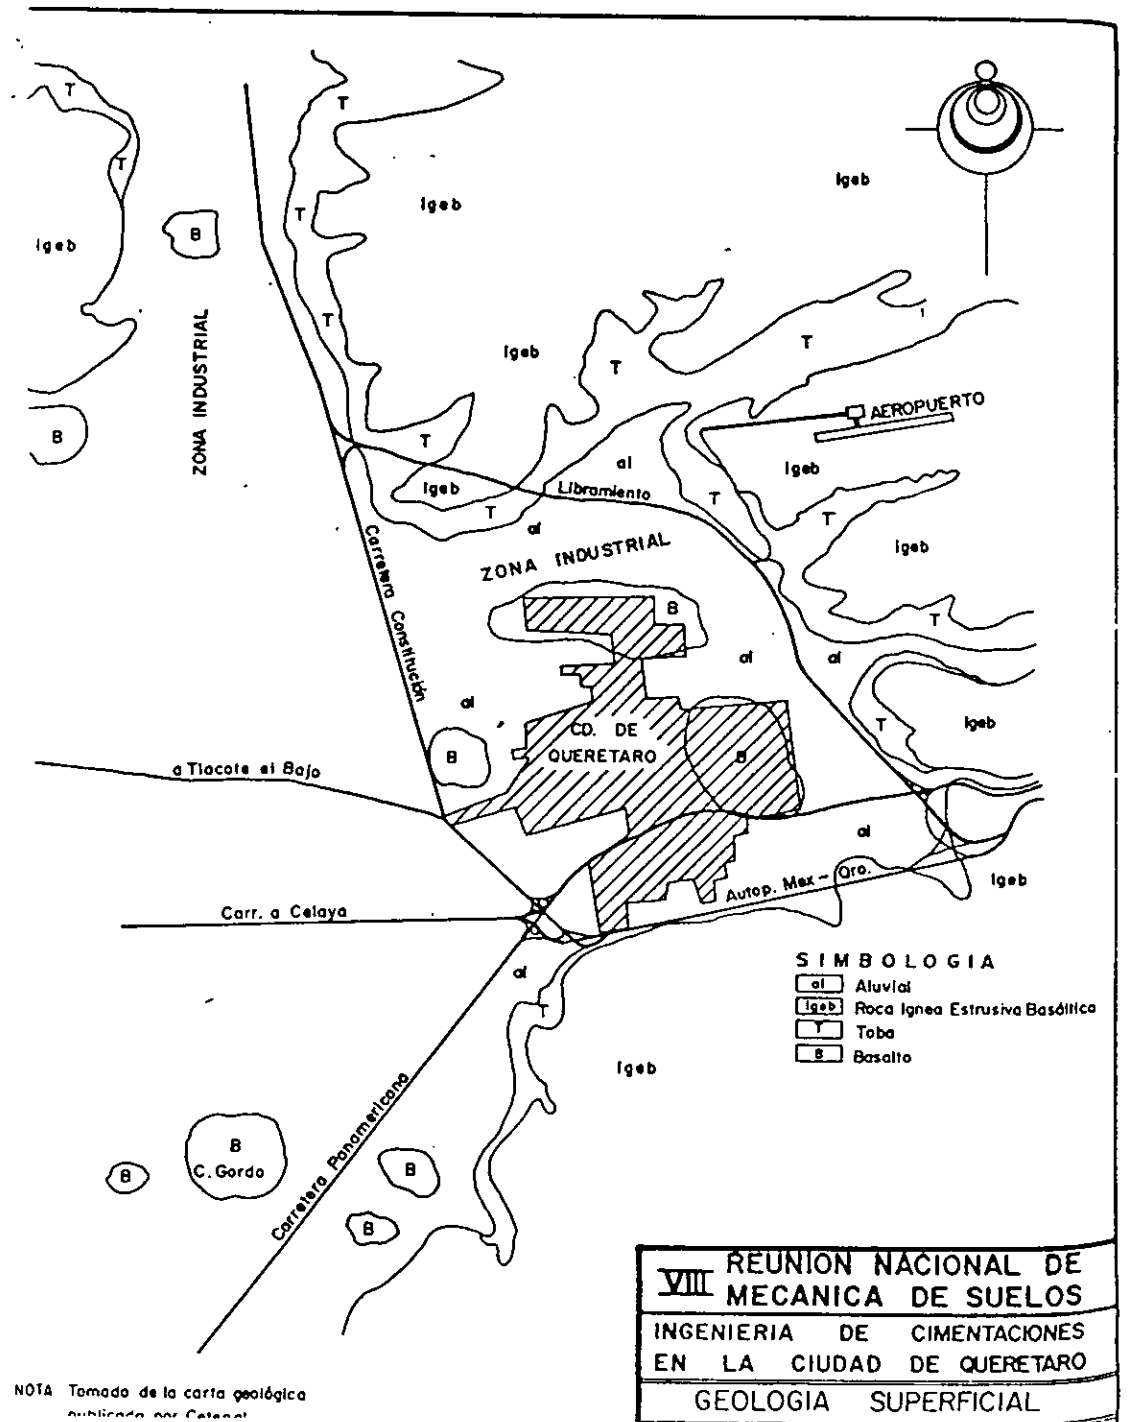 T
T
T
T
T
T
Igeb
Igeb
Igeb
B
ZONA INDUSTRIAL
Igeb
T
T
AEROPUERTO
B
T
al
Igeb
Igeb
Libramiento
T
T
T
al
Igeb
ZONA INDUSTRIAL
Carretera Constitución
B
T
al
al
al
Igeb
T
CD. DE
QUERETARO
B
B
a Tlacote el Bajo
al
Autop. Mex - Qro.
Igeb
Carr. a Celaya
al
T
Igeb
SIMBOLOGIA
al Aluvial
Igeb Roca Ignea Estrusiva Basáltica
T Toba
B Basalto
Carretera Panamericana
B
C. Gordo
B
B
B
VIII REUNION NACIONAL DE
MECANICA DE SUELOS
INGENIERIA DE CIMENTACIONES
EN LA CIUDAD DE QUERETARO
GEOLOGIA SUPERFICIAL
NOTA Tomado de la carta geológica
publicada por Cetenal